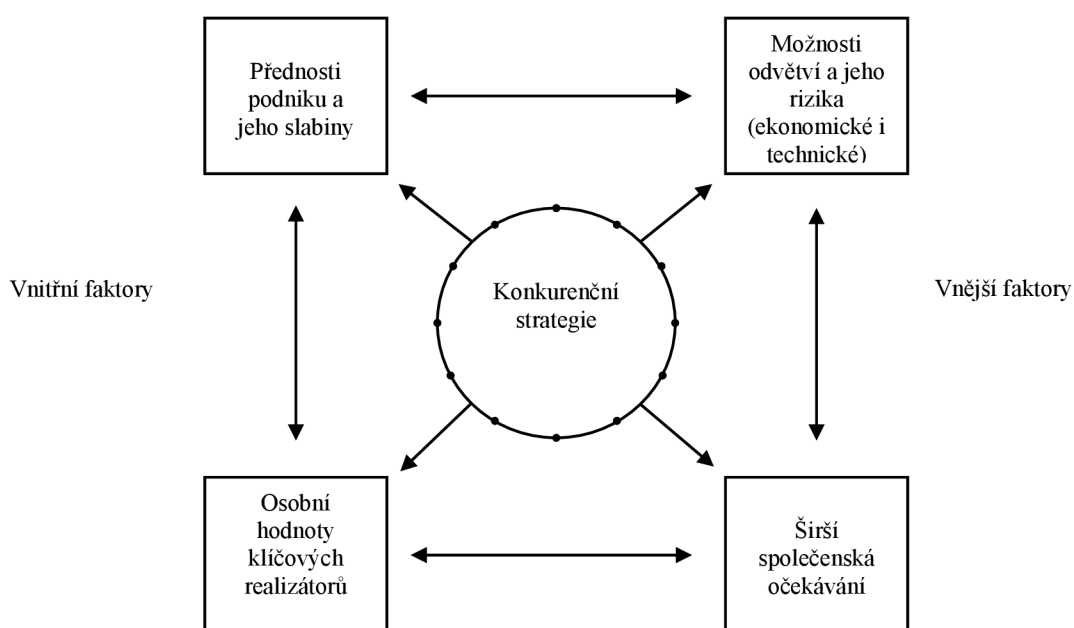 Přednosti
podniku a
jeho slabiny
Možnosti
odvětví a jeho
rizika
(ekonomické i
technické)
Vnitřní faktory
Konkurenční
strategie
Vnější faktory
Osobní
hodnoty
klíčových
realizátorů
Širší
společenská
očekávání